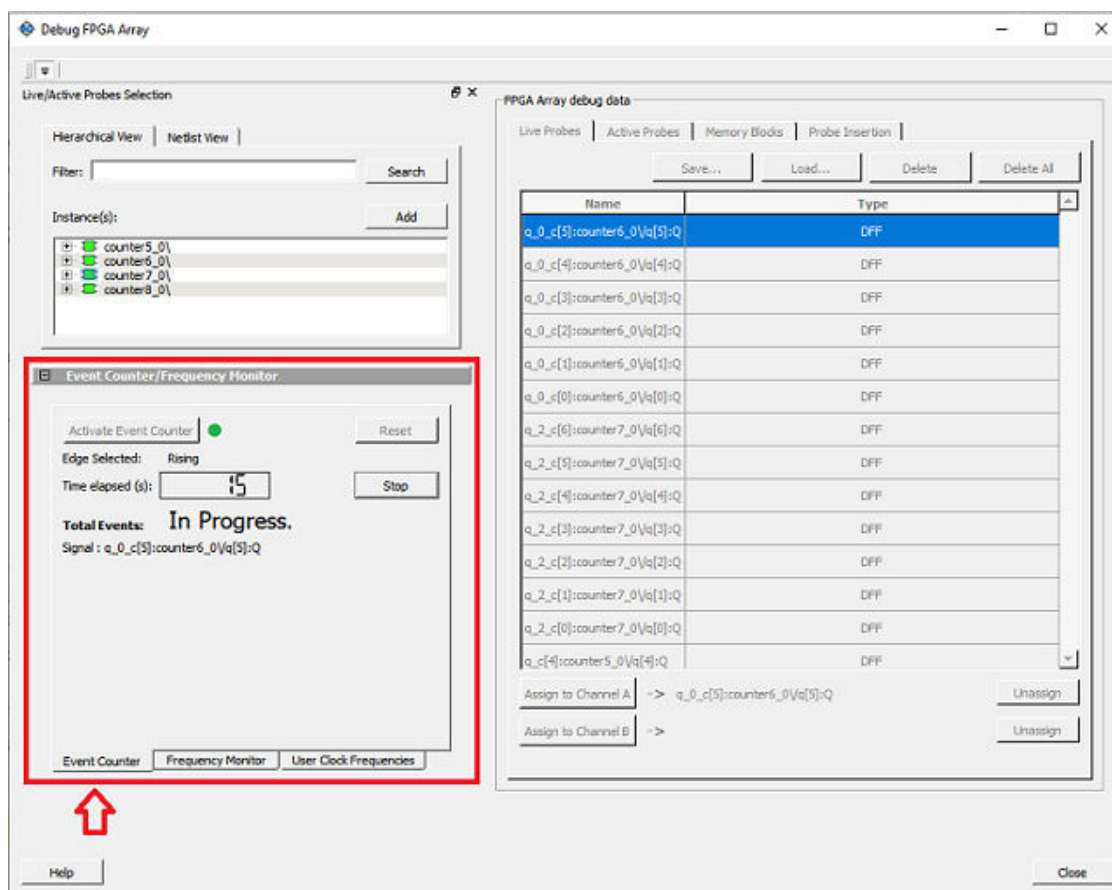 Debug FPGA Array
Live/Active Probes Selection
Hierarchical View Netlist View
Filter: Search
Instance(s): Add
counter5_0\
counter6_0\
counter7_0\
counter8_0\
Event Counter/Frequency Monitor
Activate Event Counter Reset
Edge Selected: Rising
Time elapsed (s): 15 Stop
Total Events: In Progress.
Signal : q_0_c[5]:counter6_0\/q[5]:Q
Event Counter Frequency Monitor User Clock Frequencies
FPGA Array debug data
Live Probes Active Probes Memory Blocks Probe Insertion
Save... Load... Delete Delete All
Name Type
q_0_c[5]:counter6_0\/q[5]:Q DFF
q_0_c[4]:counter6_0\/q[4]:Q DFF
q_0_c[3]:counter6_0\/q[3]:Q DFF
q_0_c[2]:counter6_0\/q[2]:Q DFF
q_0_c[1]:counter6_0\/q[1]:Q DFF
q_0_c[0]:counter6_0\/q[0]:Q DFF
q_2_c[6]:counter7_0\/q[6]:Q DFF
q_2_c[5]:counter7_0\/q[5]:Q DFF
q_2_c[4]:counter7_0\/q[4]:Q DFF
q_2_c[3]:counter7_0\/q[3]:Q DFF
q_2_c[2]:counter7_0\/q[2]:Q DFF
q_2_c[1]:counter7_0\/q[1]:Q DFF
q_2_c[0]:counter7_0\/q[0]:Q DFF
q_c[4]:counter5_0\/q[4]:Q DFF
Assign to Channel A -> q_0_c[5]:counter6_0\/q[5]:Q Unassign
Assign to Channel B -> Unassign
Help Close